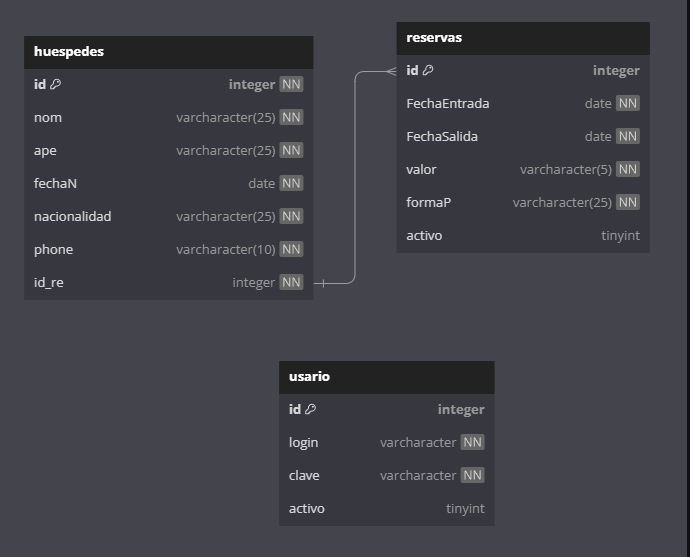 huespedes
id integer NN
nom varcharacter(25) NN
ape varcharacter(25) NN
fechaN date NN
nacionalidad varcharacter(25) NN
phone varcharacter(10) NN
id_re integer NN
reservas
id integer
FechaEntrada date NN
FechaSalida date NN
valor varcharacter(5) NN
formaP varcharacter(25) NN
activo tinyint
usario
id integer
login varcharacter NN
clave varcharacter NN
activo tinyint